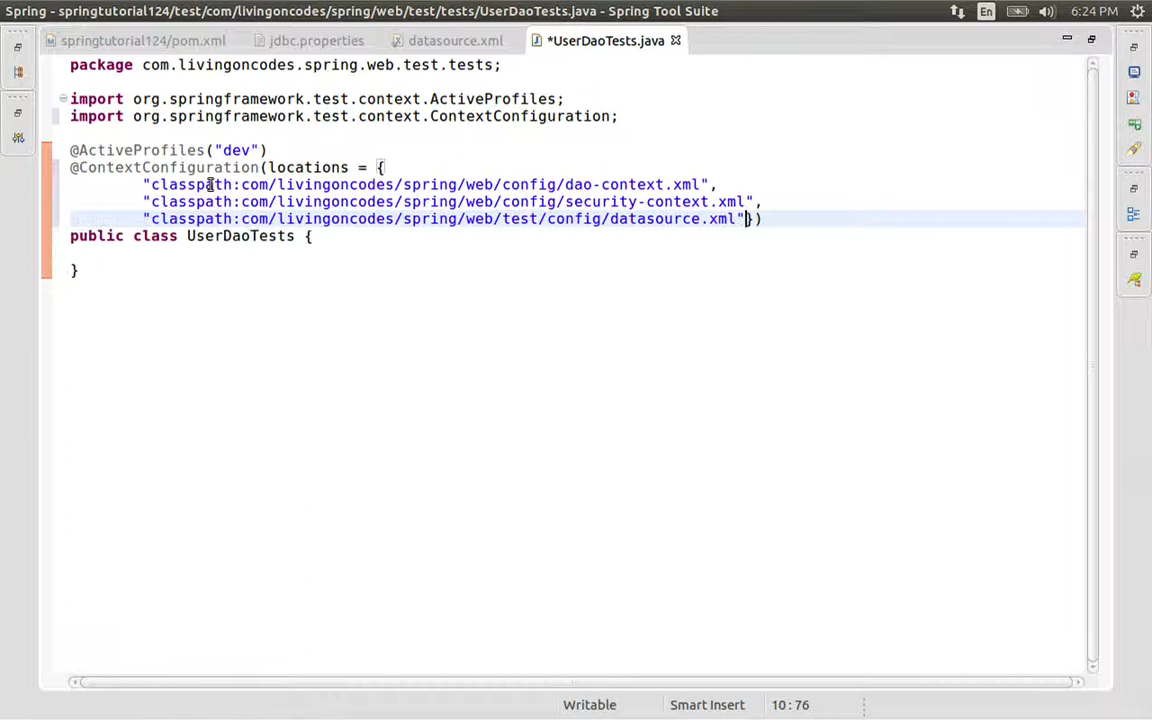 Spring - springtutorial124/test/com/livingoncodes/spring/web/test/tests/UserDaoTests.java - Spring Tool Suite
En
6:24 PM
springtutorial124/pom.xml
jdbc.properties
datasource.xml
*UserDaoTests.java
package com.livingoncodes.spring.web.test.tests;
import org.springframework.test.context.ActiveProfiles;
import org.springframework.test.context.ContextConfiguration;
@ActiveProfiles("dev")
@ContextConfiguration(locations = {
"classpath:com/livingoncodes/spring/web/config/dao-context.xml",
"classpath:com/livingoncodes/spring/web/config/security-context.xml",
"classpath:com/livingoncodes/spring/web/test/config/datasource.xml"})
public class UserDaoTests {
}
Writable
Smart Insert
10 : 76